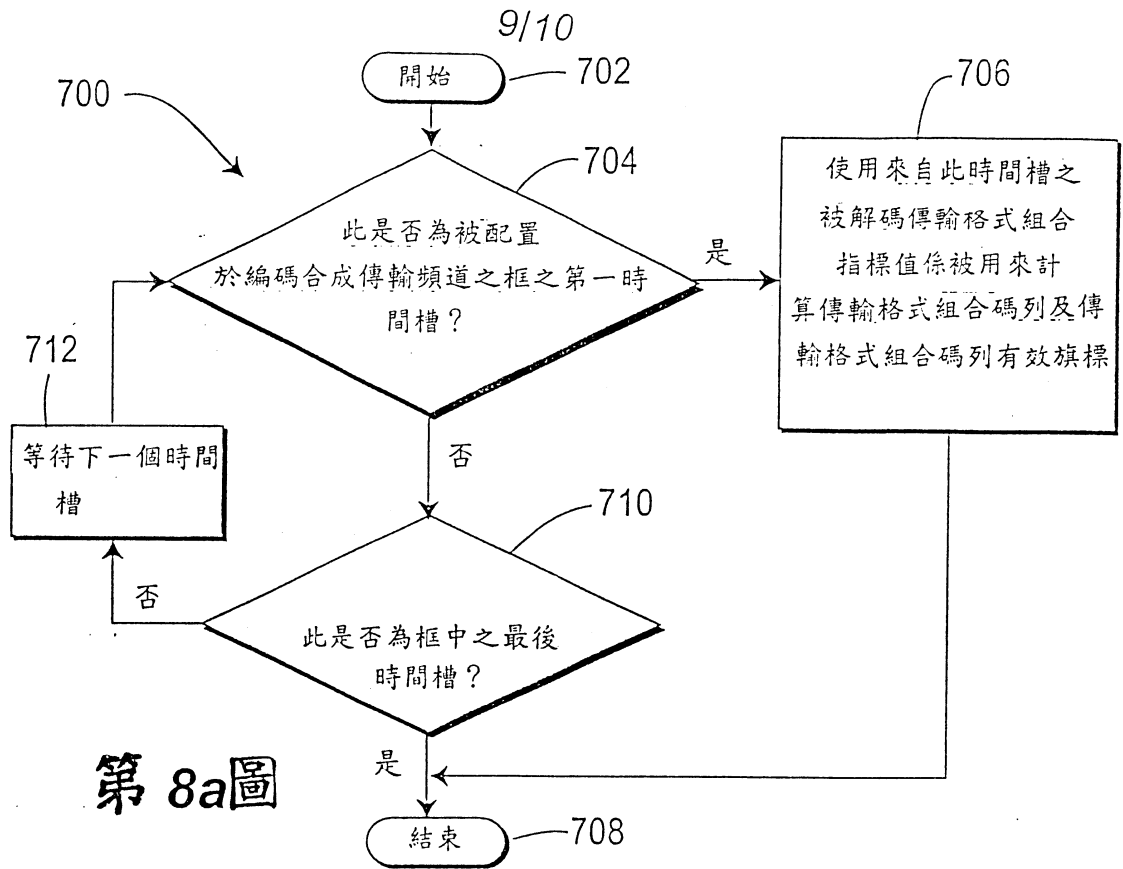 9/10
開始
702
700
704
706
此是否為被配置
於編碼合成傳輸頻道之框之第一時
間槽？
是
使用來自此時間槽之
被解碼傳輸格式組合
指標值係被用來計
算傳輸格式組合碼列及傳
輸格式組合碼列有效旗標
712
等待下一個時間
槽
否
710
否
此是否為框中之最後
時間槽？
是
第 8a圖
結束
708